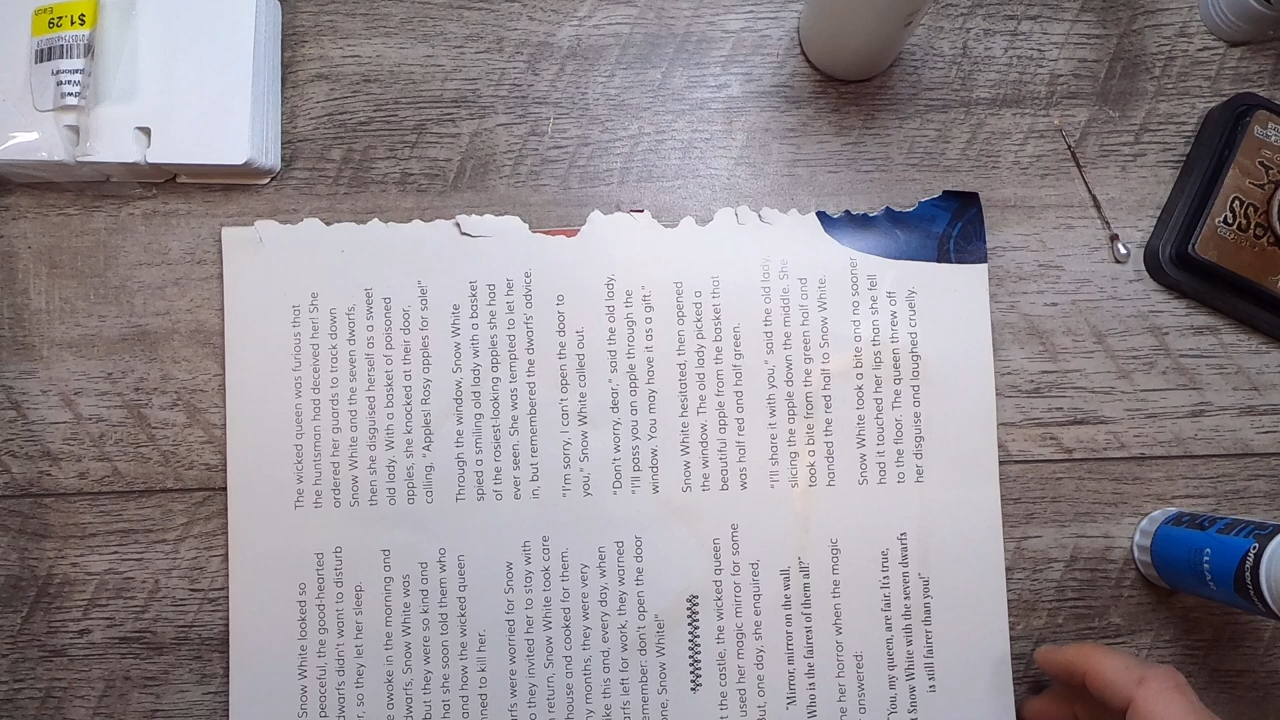 $1.29
Each
Wares
stationary
Snow White looked so
peaceful, the good-hearted
dwarfs didn't want to disturb
so they let her sleep.
awoke in the morning and
dwarfs, Snow White was
but they were so kind and
that she soon told them who
and how the wicked queen
to kill her.
were worried for Snow
they invited her to stay with
return, Snow White took care
house and cooked for them.
months, they were very
like this and, every day, when
left for work, they warned
don't open the door
Snow White!"
the castle, the wicked queen
used her magic mirror for some
But, one day, she enquired,
"Mirror, mirror on the wall,
Who is the fairest of them all?"
her horror when the magic
answered:
"You, my queen, are fair. It's true,
Snow White with the seven dwarfs
is still fairer than you!"
The wicked queen was furious that
the huntsman had deceived her! She
ordered her guards to track down
Snow White and the seven dwarfs,
then she disguised herself as a sweet
old lady. With a basket of poisoned
apples, she knocked at their door,
calling, "Apples! Rosy apples for sale!"
Through the window, Snow White
spied a smiling old lady with a basket
of the rosiest-looking apples she had
ever seen. She was tempted to let her
in, but remembered the dwarfs' advice.
"I'm sorry, I can't open the door to
you," Snow White called out.
"Don't worry, dear," said the old lady,
"I'll pass you an apple through the
window. You may have it as a gift."
Snow White hesitated, then opened
the window. The old lady picked a
beautiful apple from the basket that
was half red and half green.
"I'll share it with you," said the old lady,
slicing the apple down the middle. She
took a bite from the green half and
handed the red half to Snow White.
Snow White took a bite and no sooner
had it touched her lips than she fell
to the floor. The queen threw off
her disguise and laughed cruelly.
CLEAR